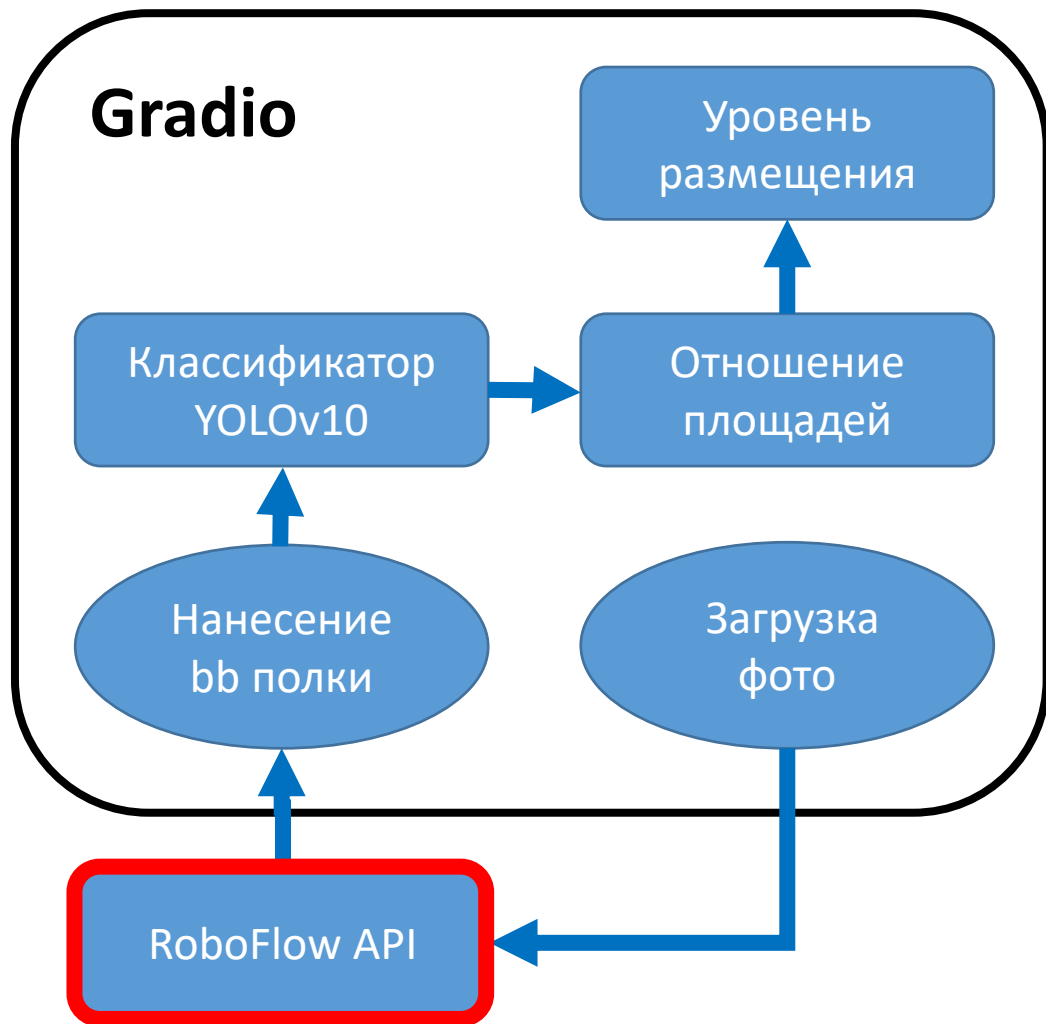 Gradio
Уровень
размещения
Классификатор
YOLOv10
Отношение
площадей
Нанесение
bb полки
Загрузка
фото
RoboFlow API